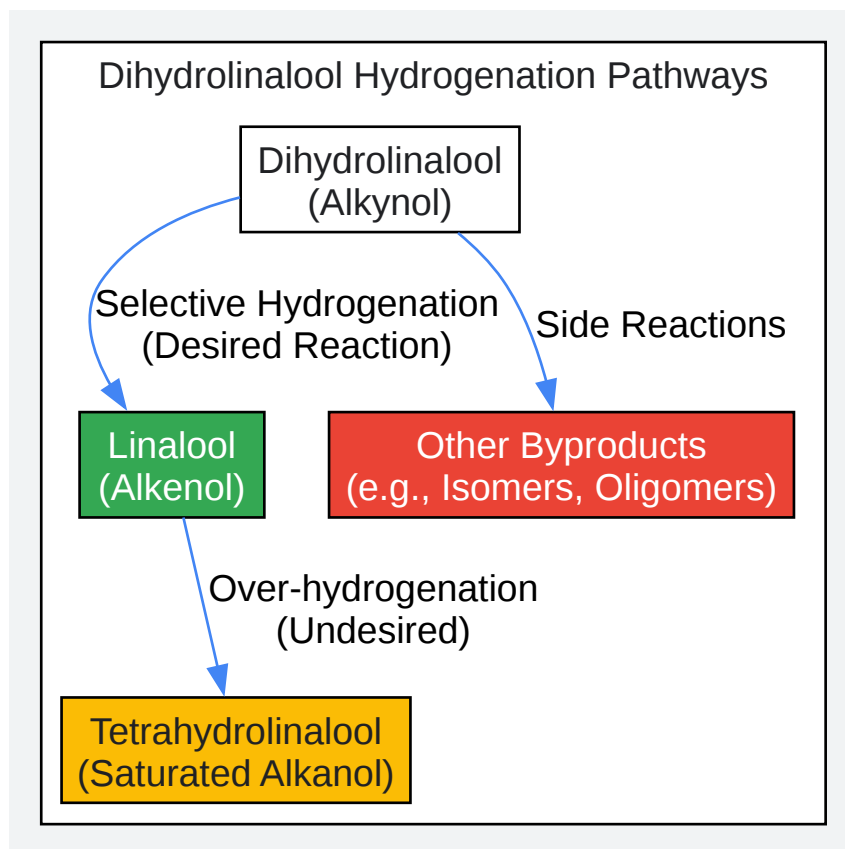 Dihydrolinalool Hydrogenation Pathways
Dihydrolinalool
(Alkynol)
Selective Hydrogenation
(Desired Reaction)
Side Reactions
Linalool
(Alkenol)
Other Byproducts
(e.g., Isomers, Oligomers)
Over-hydrogenation
(Undesired)
Tetrahydrolinalool
(Saturated Alkanol)